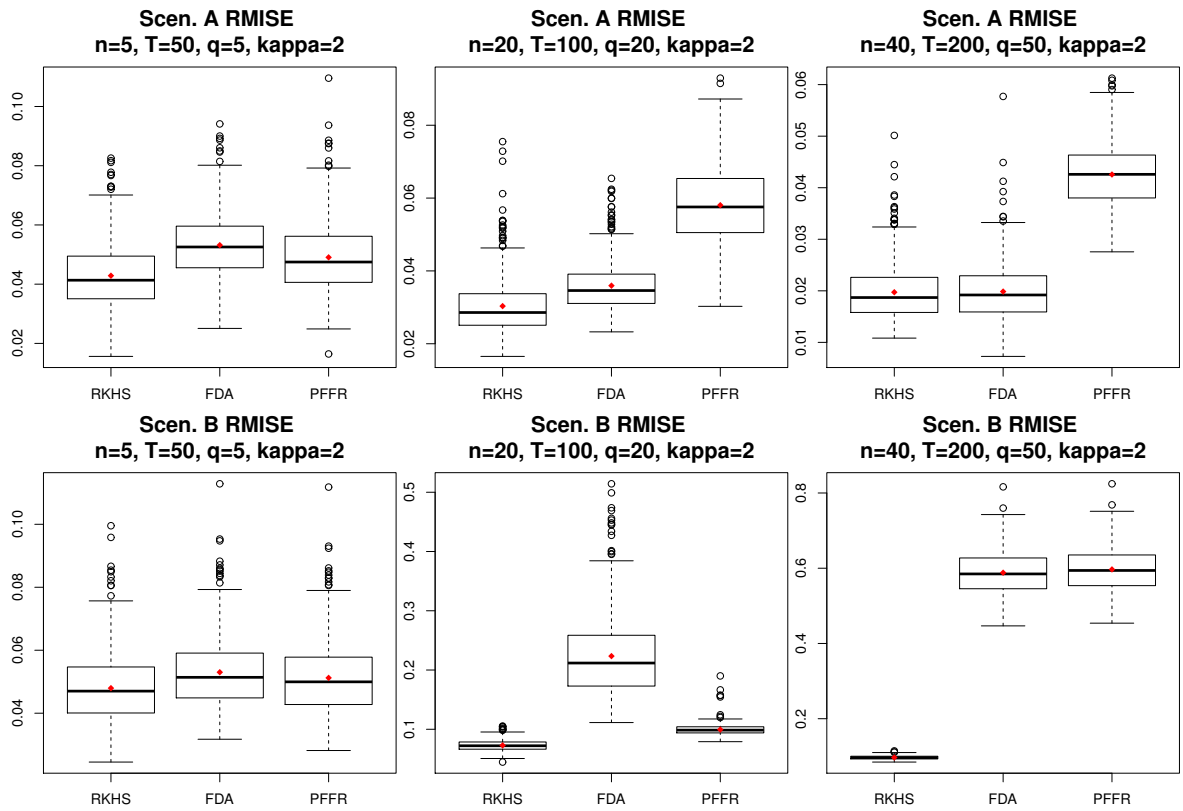 Scen. A RMISE
n=5, T=50, q=5, kappa=2
0.02
0.04
0.06
0.08
0.10
RKHS
FDA
PFFR
Scen. A RMISE
n=20, T=100, q=20, kappa=2
0.02
0.04
0.06
0.08
RKHS
FDA
PFFR
Scen. A RMISE
n=40, T=200, q=50, kappa=2
0.01
0.02
0.03
0.04
0.05
0.06
RKHS
FDA
PFFR
Scen. B RMISE
n=5, T=50, q=5, kappa=2
0.04
0.06
0.08
0.10
RKHS
FDA
PFFR
Scen. B RMISE
n=20, T=100, q=20, kappa=2
0.1
0.2
0.3
0.4
0.5
RKHS
FDA
PFFR
Scen. B RMISE
n=40, T=200, q=50, kappa=2
0.2
0.4
0.6
0.8
RKHS
FDA
PFFR